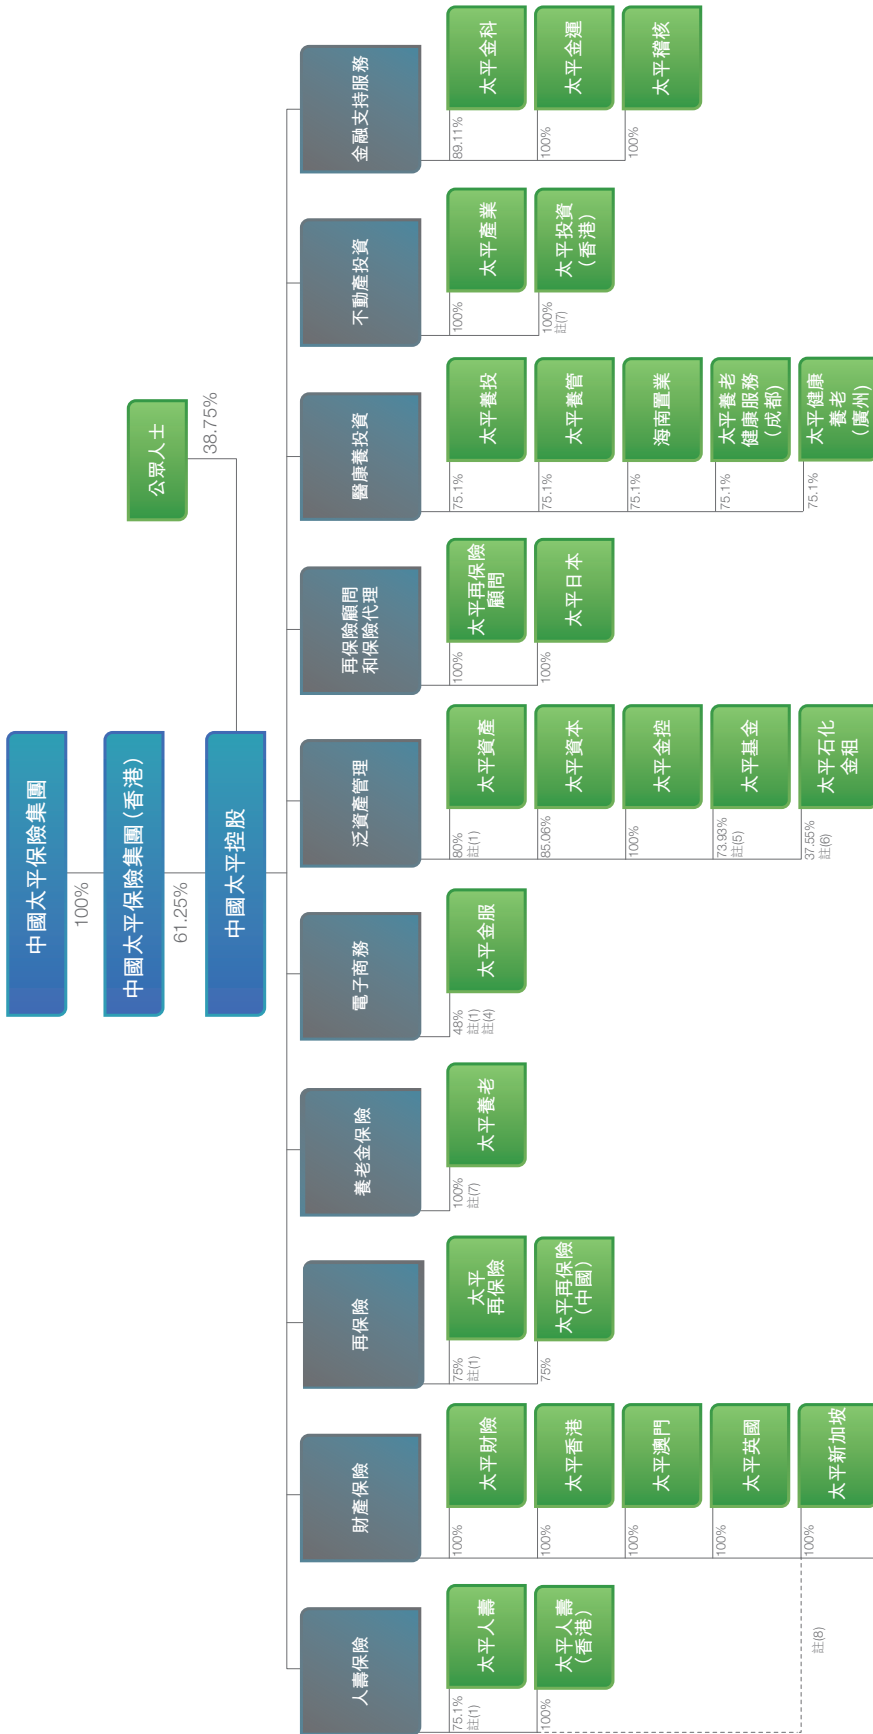 中國太平保險集團
100%
中國太平保險集團(香港)
61.25%
公眾人士
38.75%
中國太平控股
人壽保險
75.1%
註(1)
太平人壽
100%
太平人壽
(香港)
註(8)
財產保險
100%
太平財險
100%
太平香港
100%
太平澳門
100%
太平英國
100%
太平新加坡
再保險
75%
註(1)
太平
再保險
75%
太平再保險
(中國)
養老金保險
100%
註(7)
太平養老
電子商務
48%
註(1)
註(4)
太平金服
泛資產管理
80%
註(1)
太平資產
85.06%
太平資本
100%
太平金控
73.93%
註(5)
太平基金
37.55%
註(6)
太平石化
金租
再保險顧問
和保險代理
100%
太平再保險
顧問
100%
太平日本
醫康養投資
75.1%
太平養投
75.1%
太平養管
75.1%
海南置業
75.1%
太平養老
健康服務
(成都)
75.1%
太平健康
養老
(廣州)
不動產投資
100%
太平產業
100%
註(7)
太平投資
(香港)
金融支持服務
89.11%
太平金科
100%
太平金運
100%
太平稽核